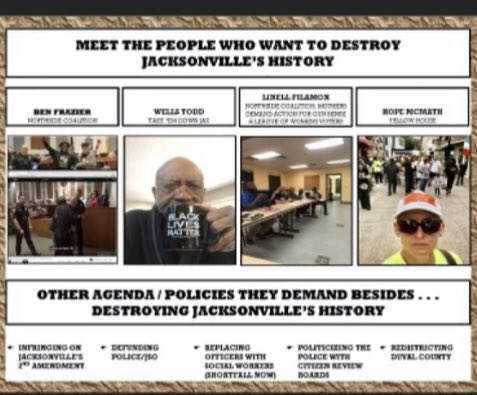 MEET THE PEOPLE WHO WANT TO DESTROY
JACKSONVILLE'S HISTORY
BEN FRAZIER
NORTHSIDE COALITION
WELLS TODD
TAKE 'EM DOWN JAX
LINELL FILAMON
NORTHSIDE COALITION, MOTHERS
DEMAND ACTION FOR GUNSENSE
& LEAGUE OF WOMENS VOTERS
HOPE MCMATH
YELLOW HOUSE
BLACK
LIVES
MATTER
OTHER AGENDA / POLICIES THEY DEMAND BESIDES . . .
DESTROYING JACKSONVILLE'S HISTORY
INFRINGING ON
JACKSONVILLE'S
2ND AMENDMENT
DEFUNDING
POLICE/JSO
REPLACING
OFFICERS WITH
SOCIAL WORKERS
(SHORTFALL NOW)
POLITICIZING THE
POLICE WITH
CITIZEN REVIEW
BOARDS
REDISTRICTING
DUVAL COUNTY